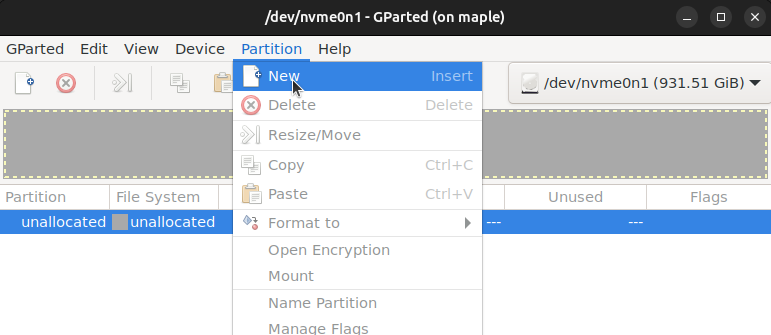 /dev/nvme0n1 - GParted (on maple)
GParted Edit View Device Partition Help
New Insert
/dev/nvme0n1 (931.51 GiB)
Delete Delete
Resize/Move
Copy Ctrl+C
Paste Ctrl+V
Partition File System Unused Flags
unallocated unallocated --- ---
Format to
Open Encryption
Mount
Name Partition
Manage Flags